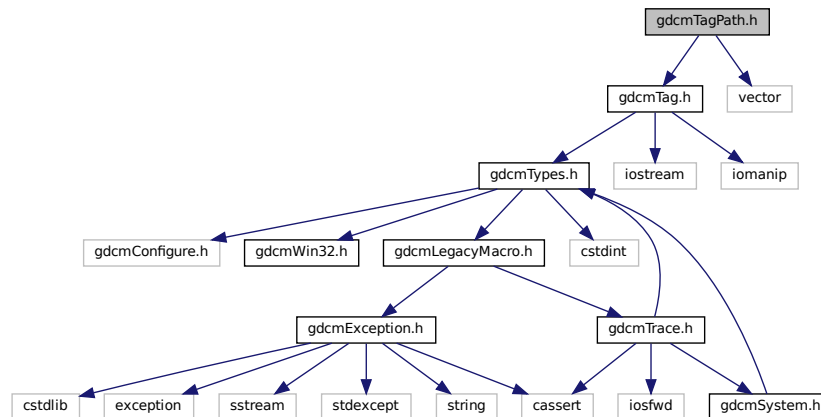 gdcmTagPath.h
gdcmTag.h
vector
gdcmTypes.h
iostream
iomanip
gdcmConfigure.h
gdcmWin32.h
gdcmLegacyMacro.h
cstdint
gdcmException.h
gdcmTrace.h
cstdlib
exception
sstream
stdexcept
string
cassert
iosfwd
gdcmSystem.h